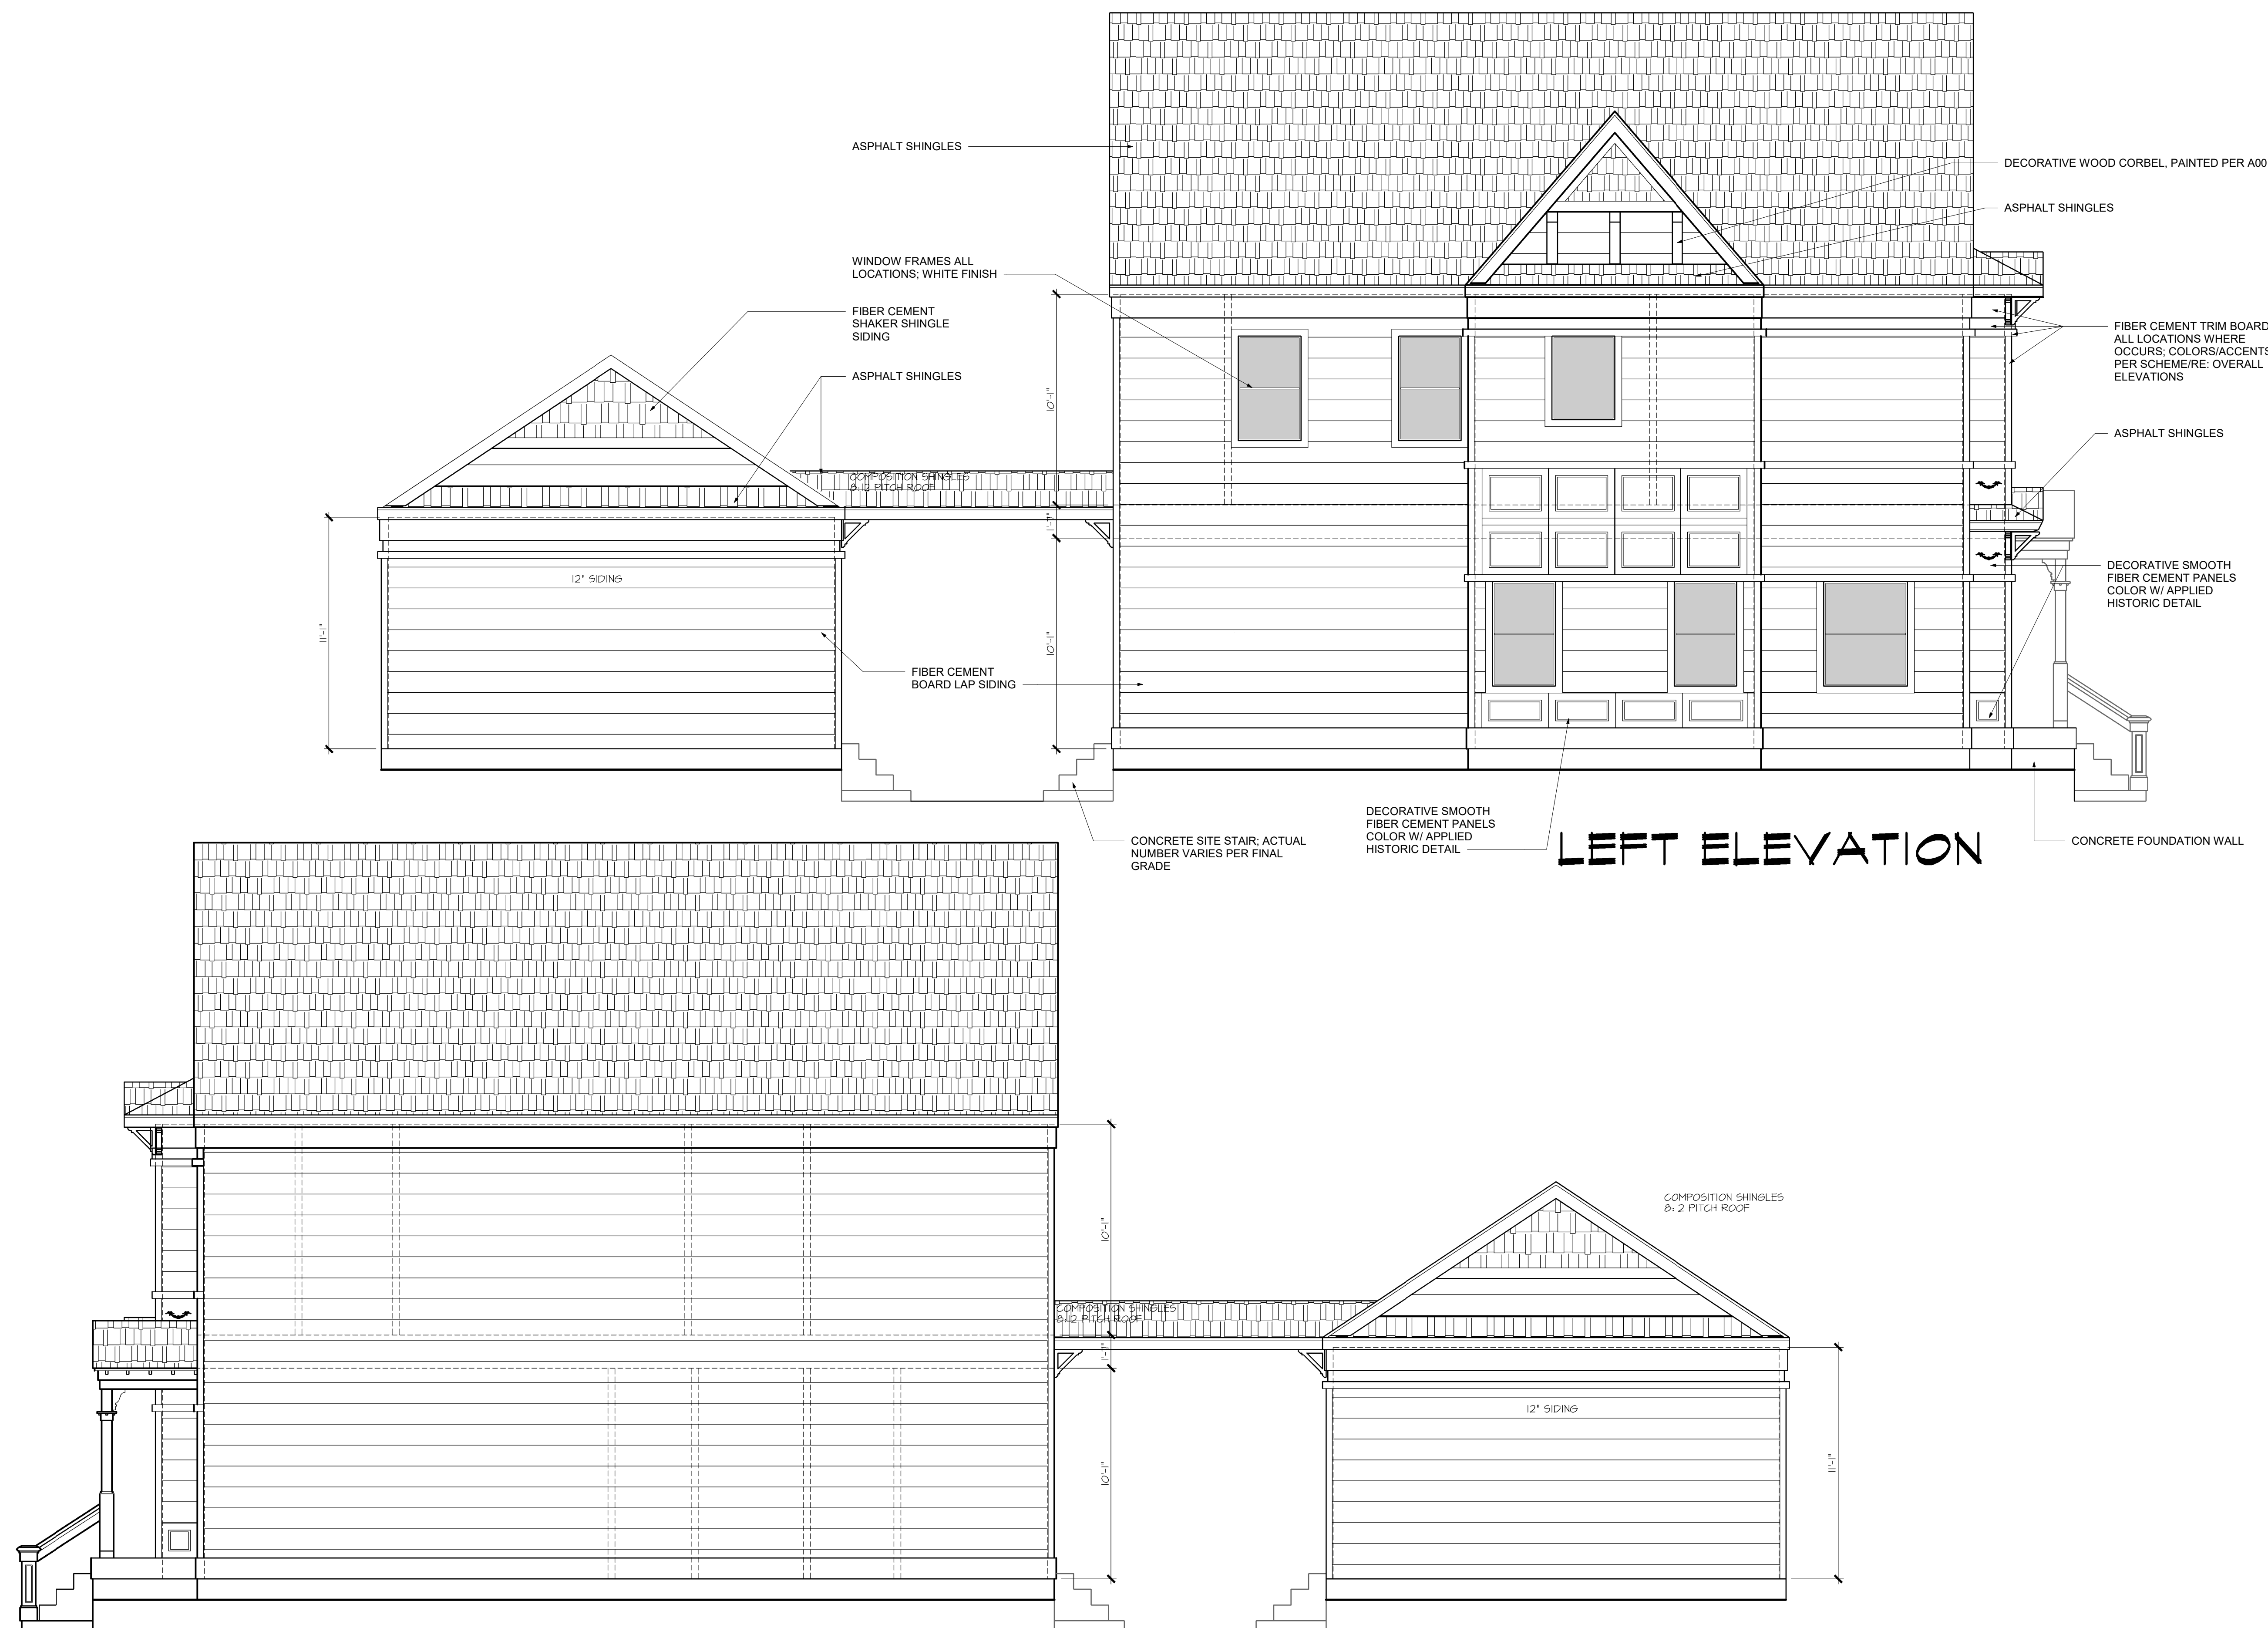 ASPHALT SHINGLES
DECORATIVE WOOD CORBEL, PAINTED PER A00
ASPHALT SHINGLES
WINDOW FRAMES ALL
LOCATIONS; WHITE FINISH
FIBER CEMENT
SHAKER SHINGLE
SIDING
FIBER CEMENT TRIM BOARD
ALL LOCATIONS WHERE
OCCURS; COLORS/ACCENTS
PER SCHEME/RE: OVERALL
ELEVATIONS
ASPHALT SHINGLES
10'-1"
ASPHALT SHINGLES
COMPOSITION SHINGLES
8:12 PITCH ROOF
1'-7"
12" SIDING
DECORATIVE SMOOTH
FIBER CEMENT PANELS
COLOR W/ APPLIED
HISTORIC DETAIL
11'-1"
10'-1"
FIBER CEMENT
BOARD LAP SIDING
DECORATIVE SMOOTH
FIBER CEMENT PANELS
COLOR W/ APPLIED
HISTORIC DETAIL
CONCRETE SITE STAIR; ACTUAL
NUMBER VARIES PER FINAL
GRADE
LEFT ELEVATION
CONCRETE FOUNDATION WALL
COMPOSITION SHINGLES
8: 2 PITCH ROOF
10'-1"
COMPOSITION SHINGLES
8: 2 PITCH ROOF
1'-7"
12" SIDING
10'-1"
11'-1"